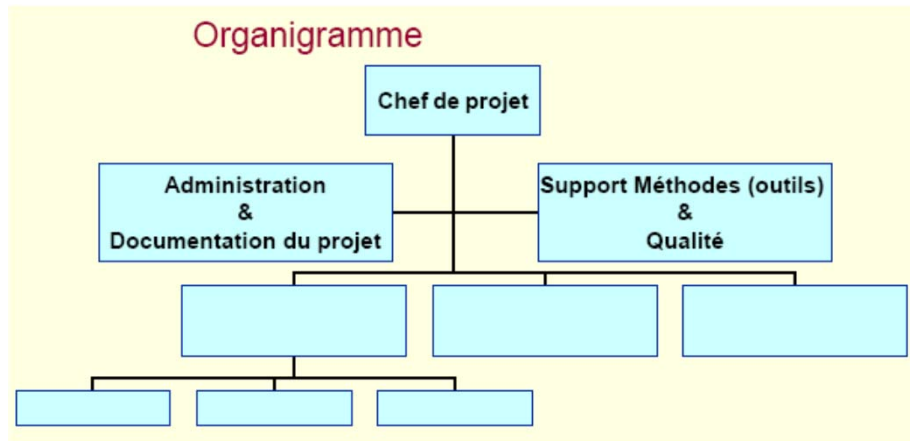 Organigramme
Chef de projet
Administration
&
Documentation du projet
Support Méthodes (outils)
&
Qualité